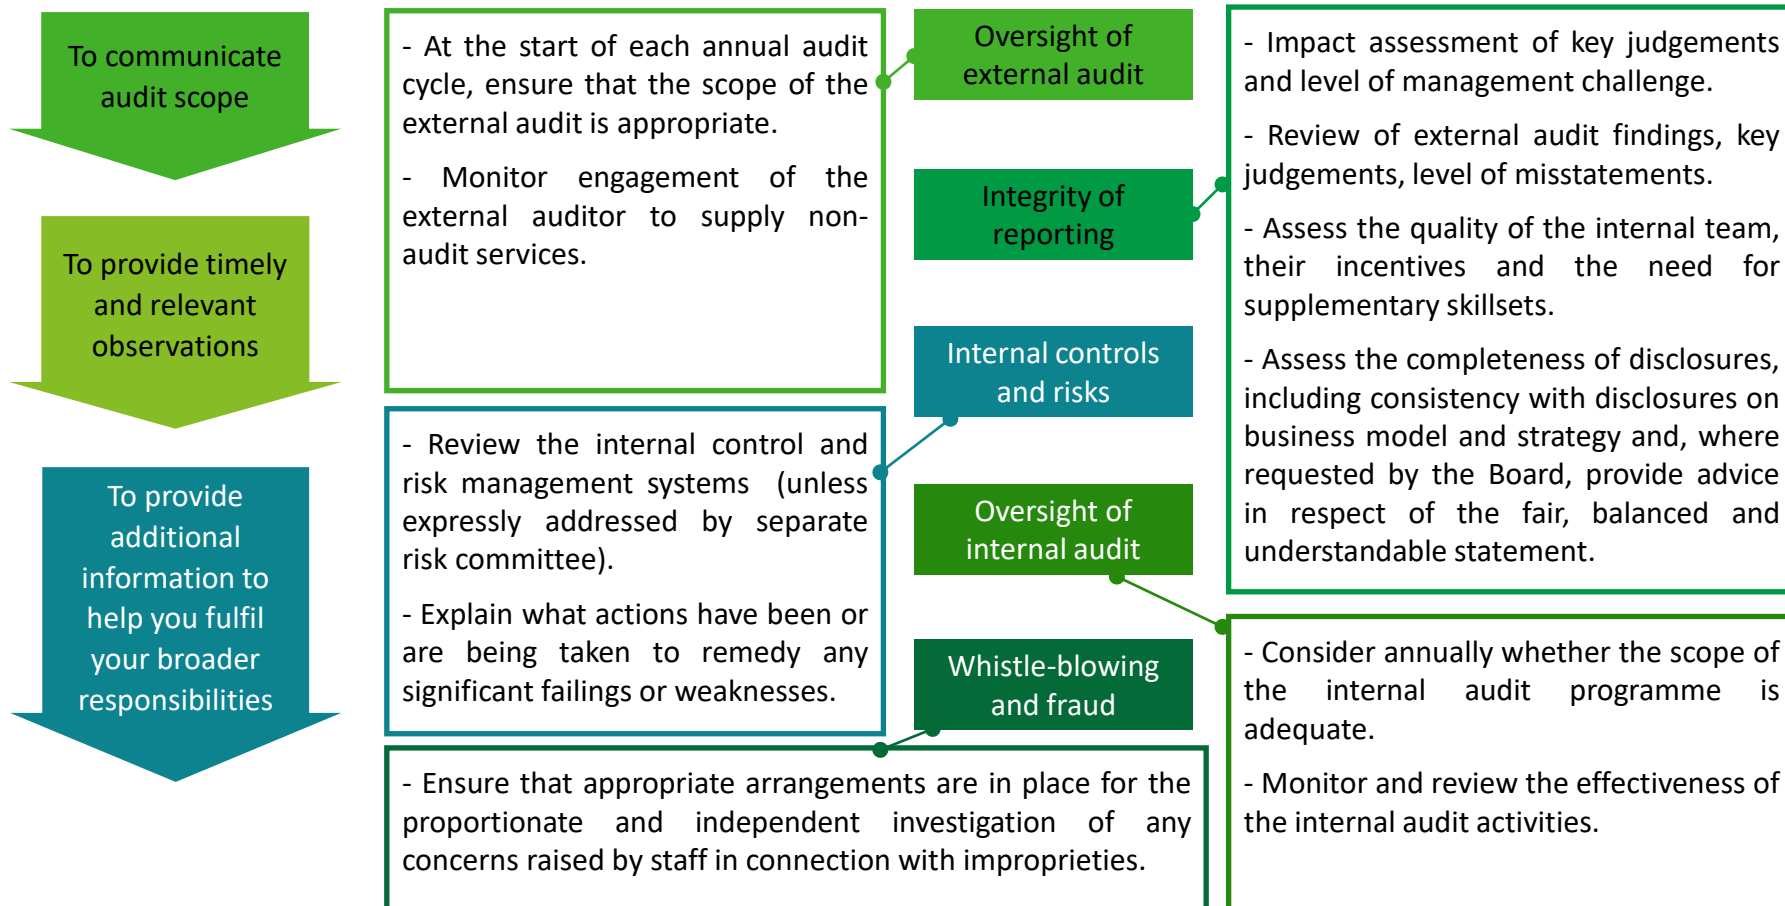 To communicate
audit scope
To provide timely
and relevant
observations
To provide
additional
information to
help you fulfil
your broader
responsibilities
- At the start of each annual audit
cycle, ensure that the scope of the
external audit is appropriate.
- Monitor engagement of the
external auditor to supply non-
audit services.
- Review the internal control and
risk management systems (unless
expressly addressed by separate
risk committee).
- Explain what actions have been or
are being taken to remedy any
significant failings or weaknesses.
- Ensure that appropriate arrangements are in place for the
proportionate and independent investigation of any
concerns raised by staff in connection with improprieties.
Oversight of
external audit
Integrity of
reporting
Internal controls
and risks
Oversight of
internal audit
Whistle-blowing
and fraud
- Impact assessment of key judgements
and level of management challenge.
- Review of external audit findings, key
judgements, level of misstatements.
- Assess the quality of the internal team,
their incentives and the need for
supplementary skillsets.
- Assess the completeness of disclosures,
including consistency with disclosures on
business model and strategy and, where
requested by the Board, provide advice
in respect of the fair, balanced and
understandable statement.
- Consider annually whether the scope of
the internal audit programme is
adequate.
- Monitor and review the effectiveness of
the internal audit activities.